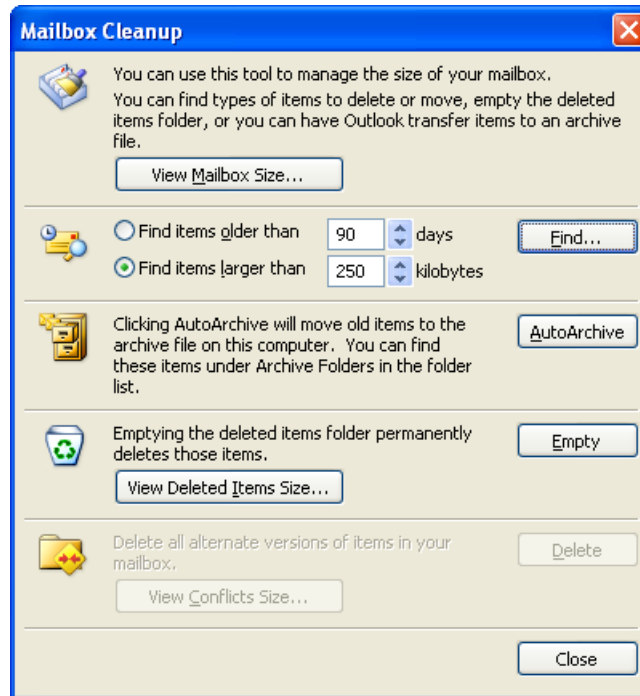 Mailbox Cleanup
You can use this tool to manage the size of your mailbox.
You can find types of items to delete or move, empty the deleted
items folder, or you can have Outlook transfer items to an archive
file.
View Mailbox Size...
Find items older than 90 days
Find...
Find items larger than 250 kilobytes
Clicking AutoArchive will move old items to the
archive file on this computer. You can find
these items under Archive Folders in the folder
list.
AutoArchive
Emptying the deleted items folder permanently
deletes those items.
Empty
View Deleted Items Size...
Delete all alternate versions of items in your
mailbox.
Delete
View Conflicts Size...
Close